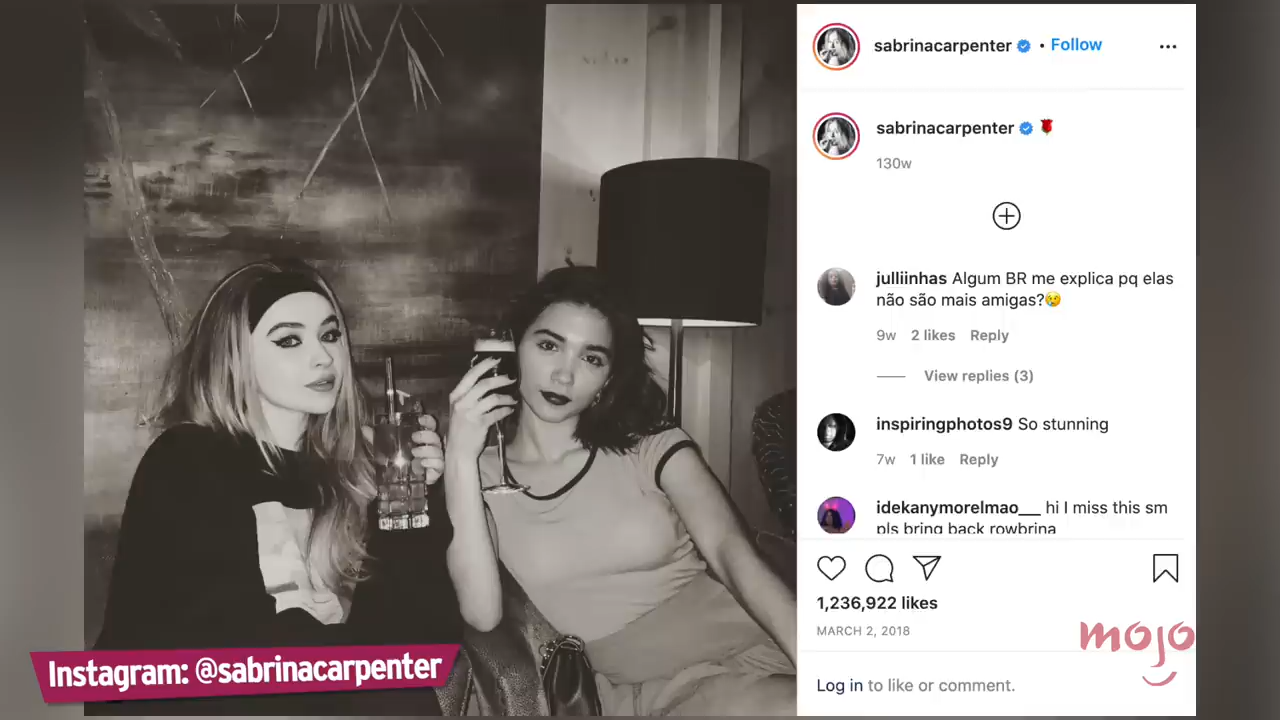 sabrinacarpenter • Follow
sabrinacarpenter 🌹
130w
julliinhas Algum BR me explica pq elas
não são mais amigas?😢
9w 2 likes Reply
View replies (3)
inspiringphotos9 So stunning
7w 1 like Reply
idekanymorelmao___ hi I miss this sm
pls bring back rowbrina
1,236,922 likes
MARCH 2, 2018
mojo
Log in to like or comment.
Instagram: @sabrinacarpenter